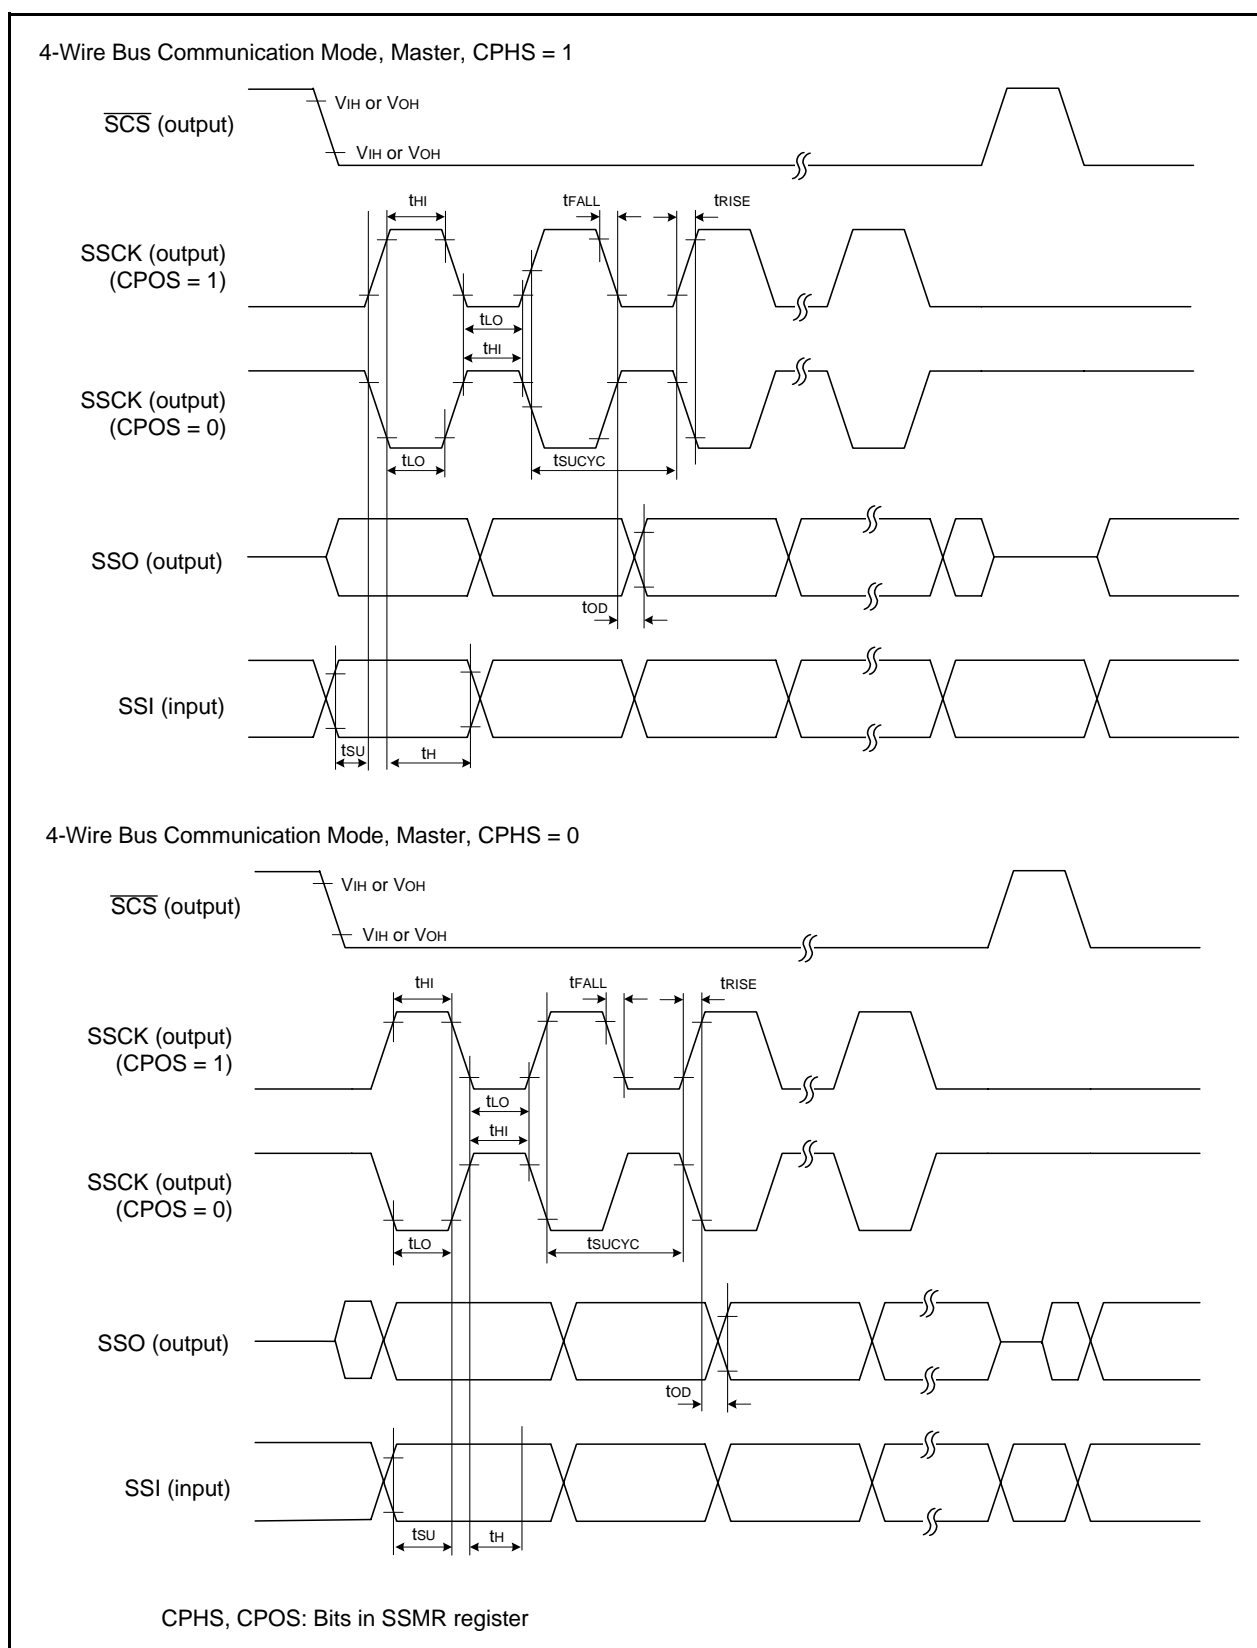 4-Wire Bus Communication Mode, Master, CPHS = 1
VIH or VOH
SCS (output)
VIH or VOH
tHI
tFALL
tRISE
SSCK (output)
(CPOS = 1)
tLO
tHI
SSCK (output)
(CPOS = 0)
tLO
tSUCYC
SSO (output)
tOD
SSI (input)
tSU
tH
4-Wire Bus Communication Mode, Master, CPHS = 0
VIH or VOH
SCS (output)
VIH or VOH
tHI
tFALL
tRISE
SSCK (output)
(CPOS = 1)
tLO
tHI
SSCK (output)
(CPOS = 0)
tLO
tSUCYC
SSO (output)
tOD
SSI (input)
tSU
tH
CPHS, CPOS: Bits in SSMR register